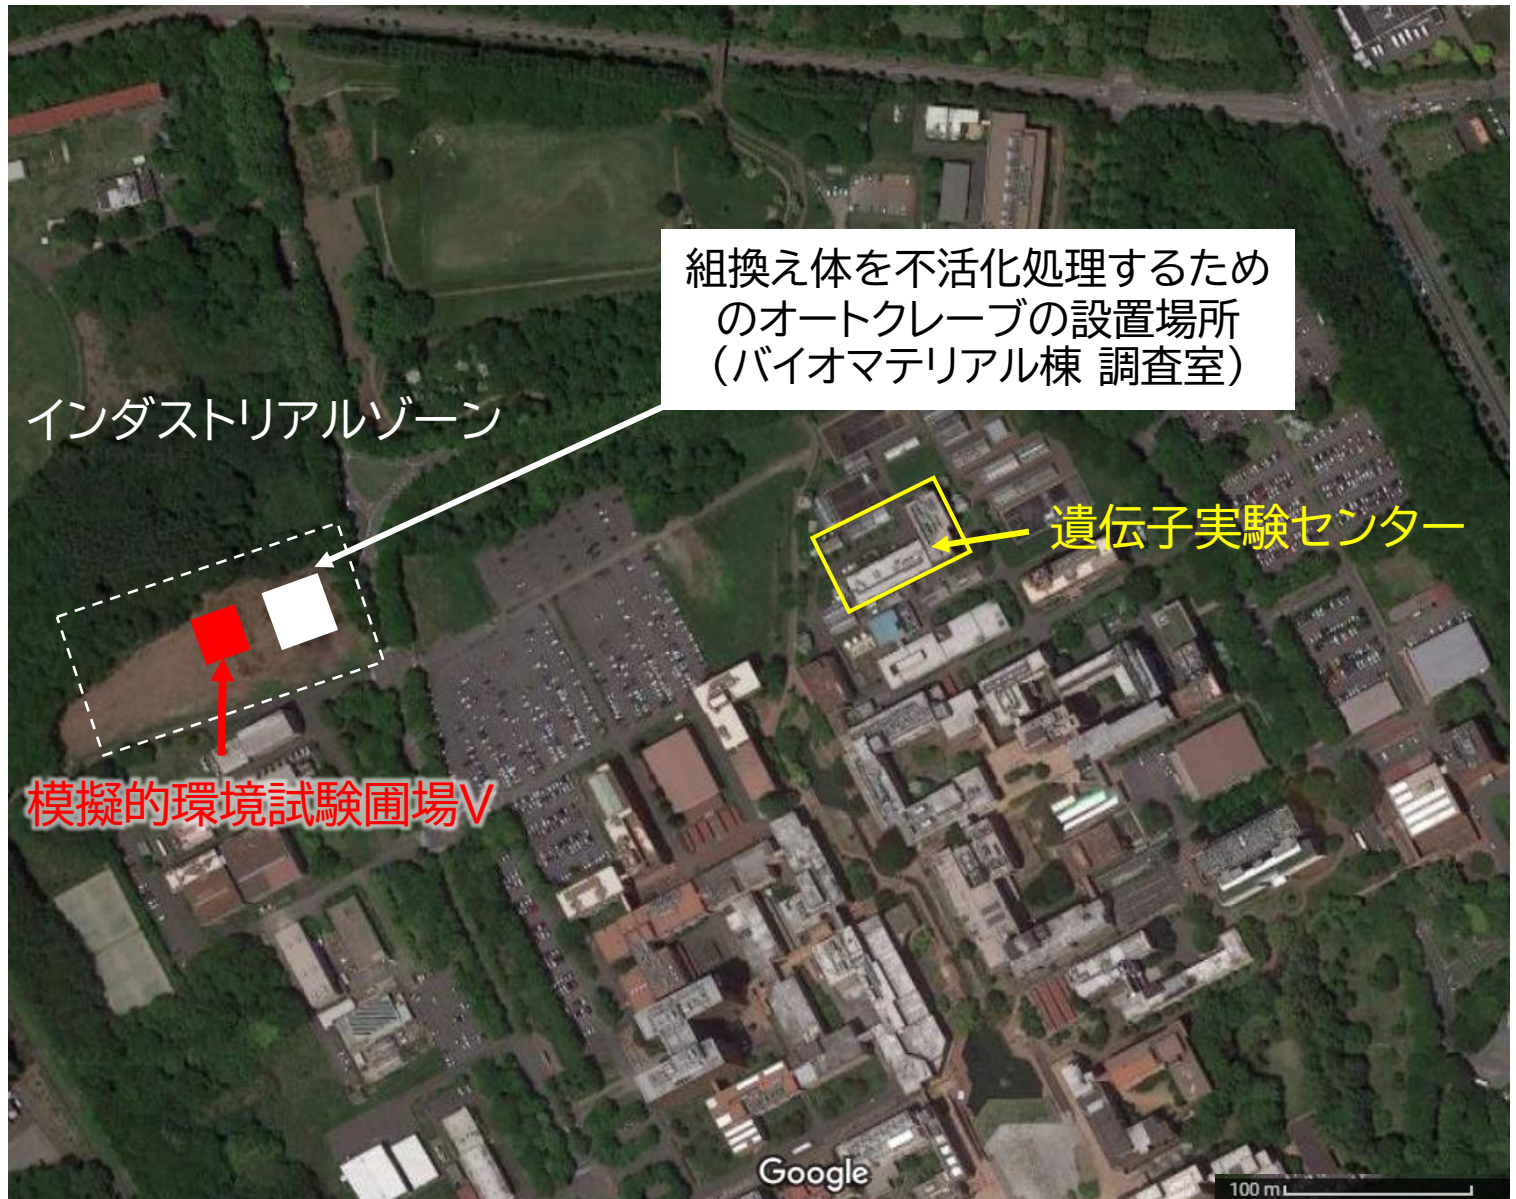 組換え体を不活化処理するため
のオートクレーブの設置場所
（バイオマテリアル棟 調査室）
インダストリアルゾーン
遺伝子実験センター
模擬的環境試験圃場V
Google
100 m